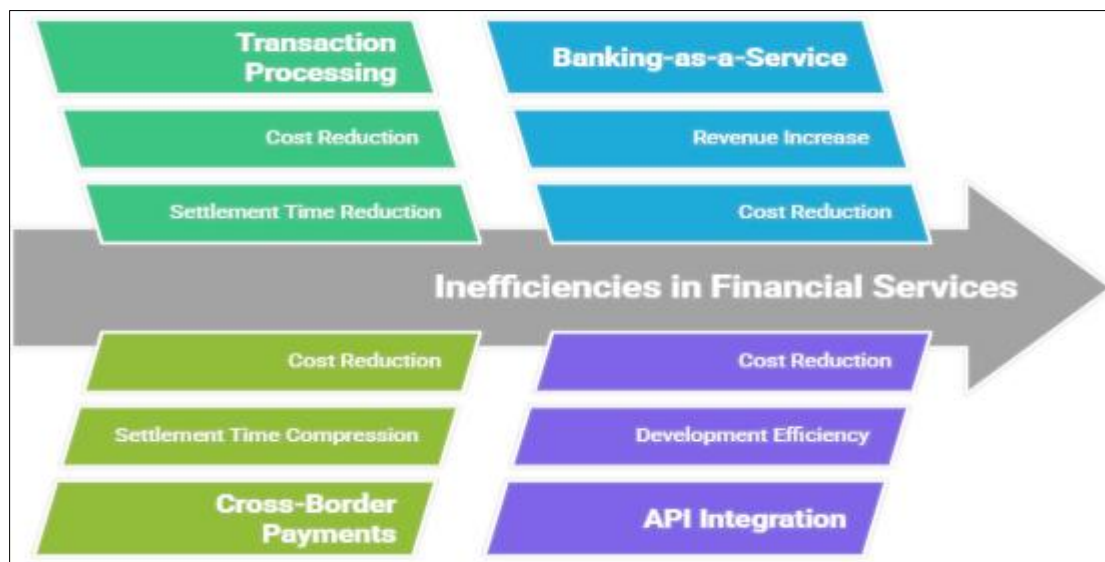 Transaction
Processing
Cost Reduction
Settlement Time Reduction
Banking-as-a-Service
Revenue Increase
Cost Reduction
Inefficiencies in Financial Services
Cost Reduction
Settlement Time Compression
Cross-Border
Payments
Cost Reduction
Development Efficiency
API Integration